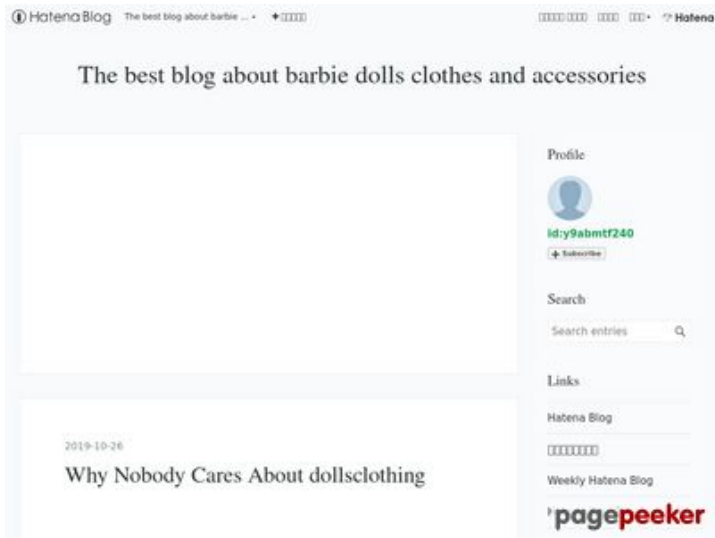 HatenaBlog The best blog about barbie ...
Hatena
The best blog about barbie dolls clothes and accessories
Profile
id:y9abmtf240
+ Subscribe
Search
Search entries
Links
Hatena Blog
Weekly Hatena Blog
2019-10-26
Why Nobody Cares About dollsclothing
pagepeeker